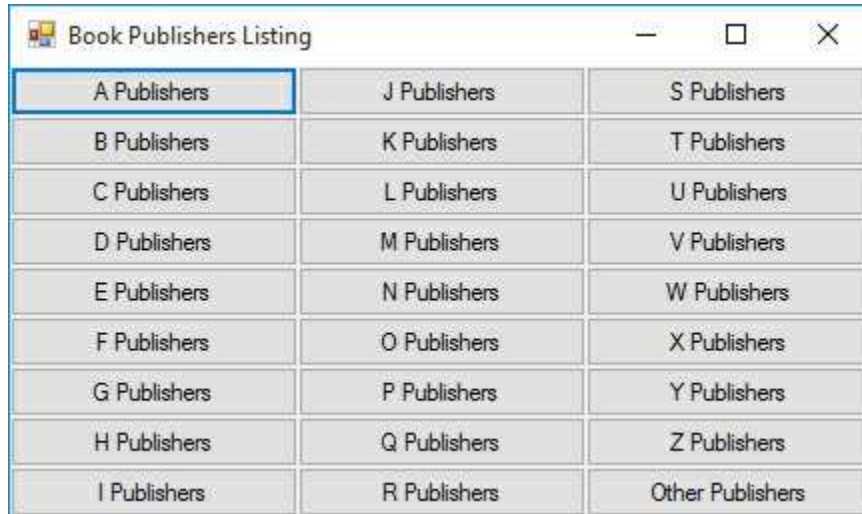 Book Publishers Listing
A Publishers
J Publishers
S Publishers
B Publishers
K Publishers
T Publishers
C Publishers
L Publishers
U Publishers
D Publishers
M Publishers
V Publishers
E Publishers
N Publishers
W Publishers
F Publishers
O Publishers
X Publishers
G Publishers
P Publishers
Y Publishers
H Publishers
Q Publishers
Z Publishers
I Publishers
R Publishers
Other Publishers